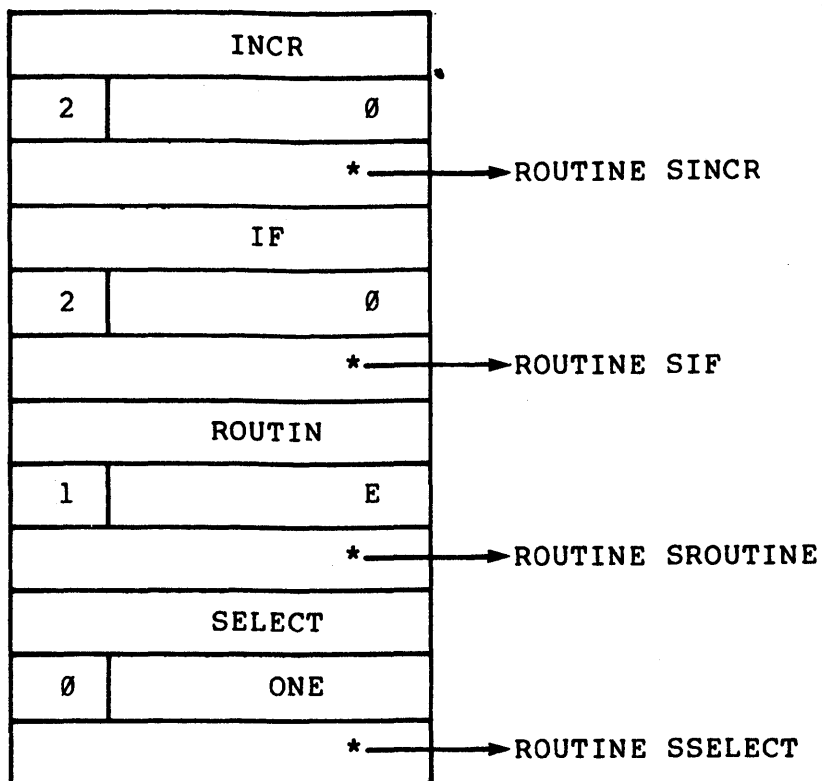 INCR
2 Ø
* ROUTINE SINCR
IF
2 Ø
* ROUTINE SIF
ROUTIN
1 E
* ROUTINE SROUTINE
SELECT
Ø ONE
* ROUTINE SSELECT